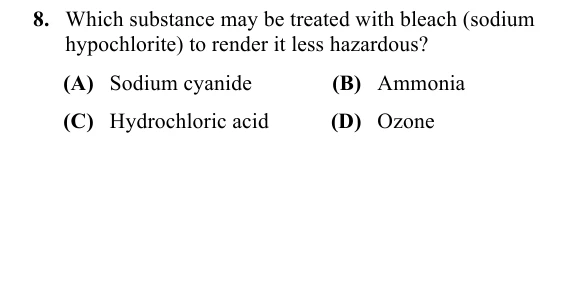 8. Which substance may be treated with bleach (sodium
hypochlorite) to render it less hazardous?
(A) Sodium cyanide (B) Ammonia
(C) Hydrochloric acid (D) Ozone